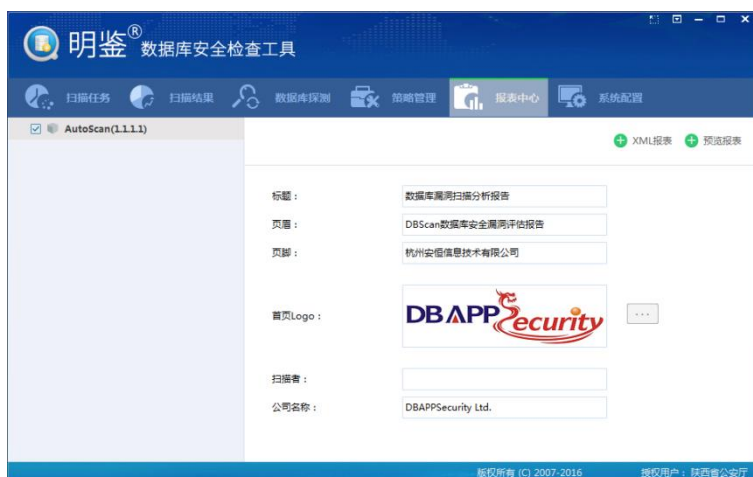 明鉴® 数据库安全检查工具
扫描任务 扫描结果 数据库探测 策略管理 报表中心 系统配置
AutoScan(1.1.1.1)
XML报表 预览报表
标题：
数据库漏洞扫描分析报告
页眉：
DBScan数据库安全漏洞评估报告
页脚：
杭州安恒信息技术有限公司
首页Logo：
DBAPPSecurity
...
扫描者：
公司名称：
DBAPPSecurity Ltd.
版权所有 (C) 2007-2016
授权用户：陕西省公安厅